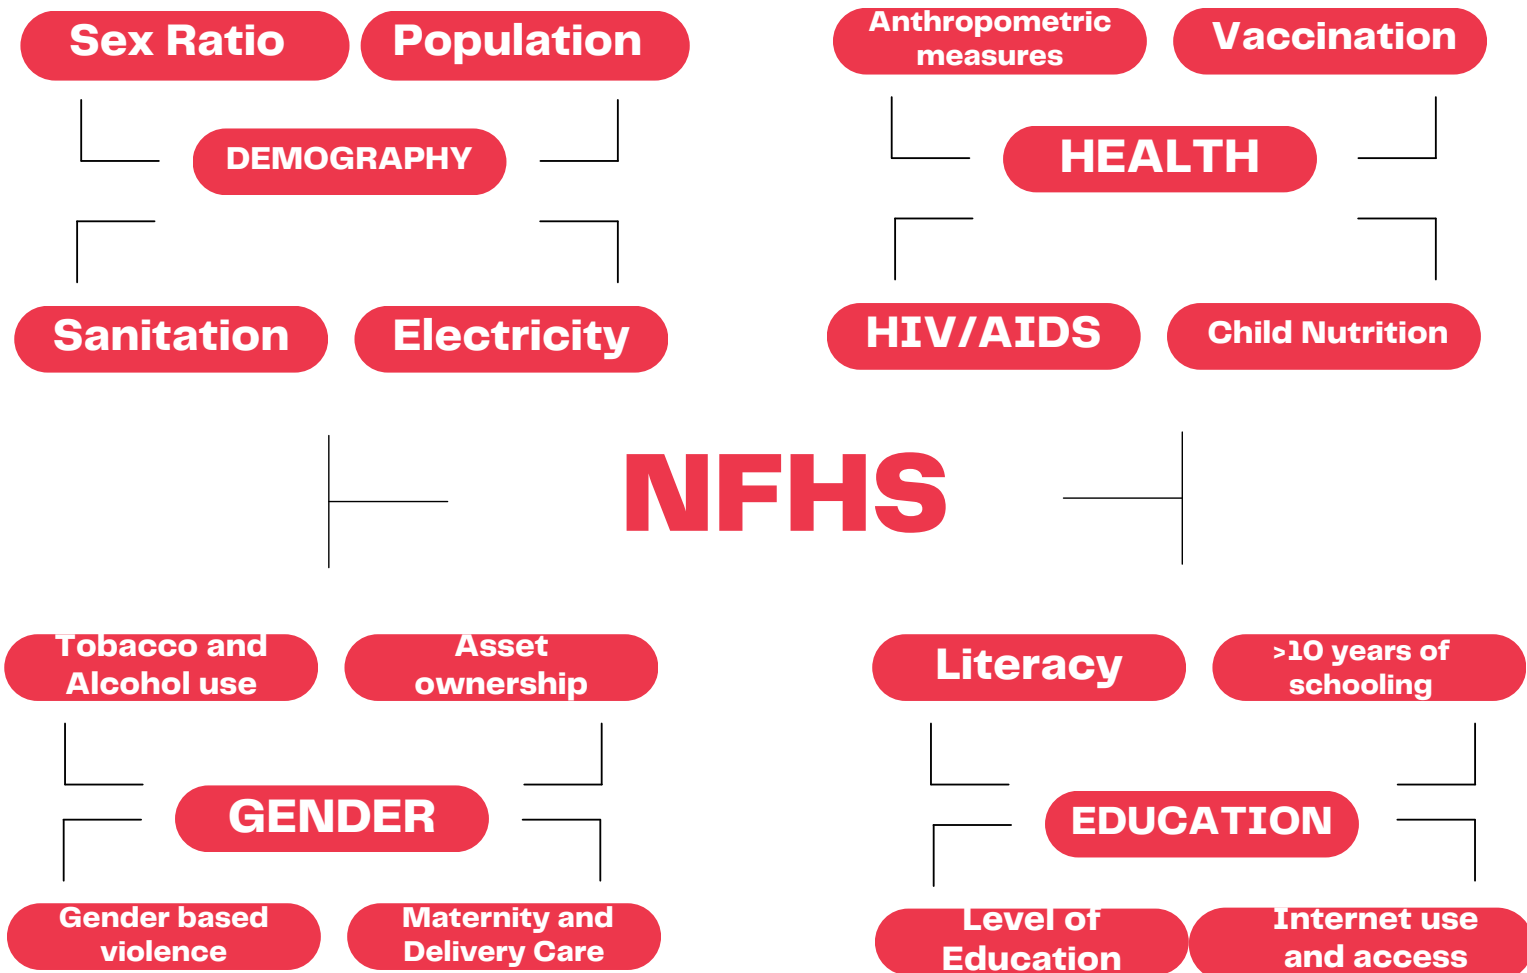 Sex Ratio
Population
DEMOGRAPHY
Sanitation
Electricity
Anthropometric
measures
Vaccination
HEALTH
HIV/AIDS
Child Nutrition
NFHS
Tobacco and
Alcohol use
Asset
ownership
GENDER
Gender based
violence
Maternity and
Delivery Care
Literacy
>10 years of
schooling
EDUCATION
Level of
Education
Internet use
and access